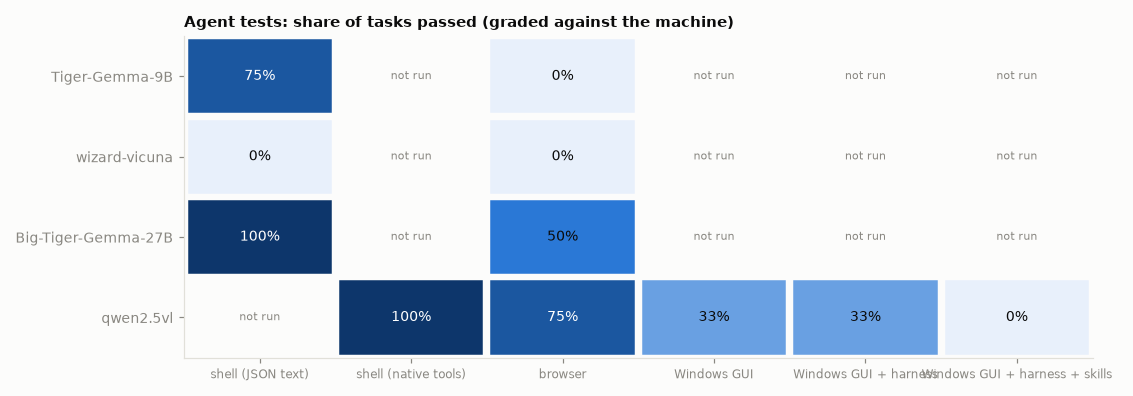 Agent tests: share of tasks passed (graded against the machine)
Tiger-Gemma-9B 75% not run 0% not run not run not run
wizard-vicuna 0% not run 0% not run not run not run
Big-Tiger-Gemma-27B 100% not run 50% not run not run not run
qwen2.5vl not run 100% 75% 33% 33% 0%
shell (JSON text) shell (native tools) browser Windows GUI Windows GUI + harness Windows GUI + harness + skills